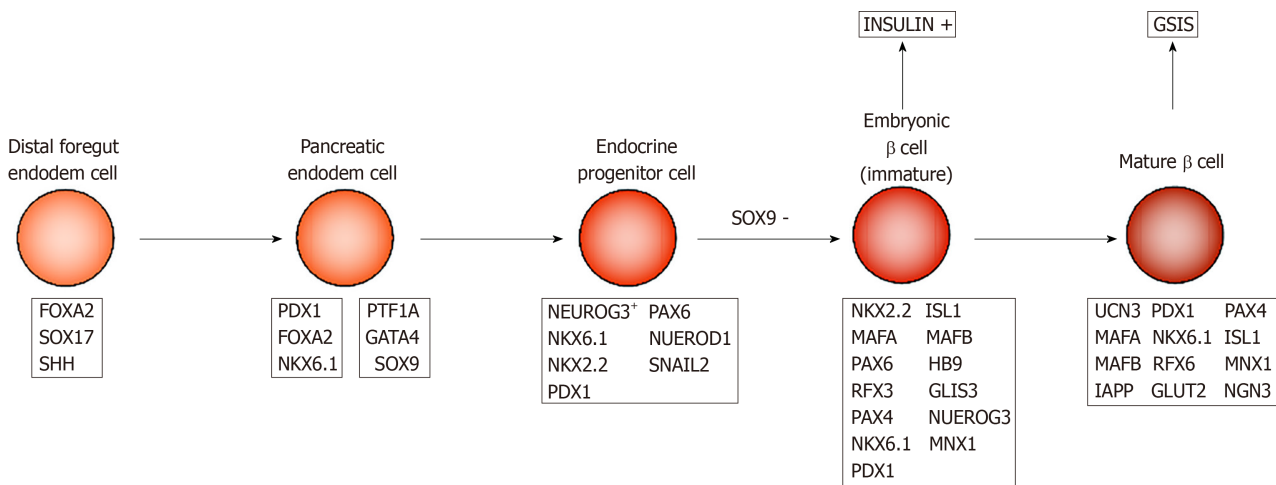 INSULIN +
GSIS
Distal foregut
endodem cell
Pancreatic
endodem cell
Endocrine
progenitor cell
Embryonic
β cell
(immature)
Mature β cell
SOX9 -
FOXA2
SOX17
SHH
PDX1
FOXA2
NKX6.1
PTF1A
GATA4
SOX9
NEUROG3⁺ PAX6
NKX6.1 NUEROD1
NKX2.2 SNAIL2
PDX1
NKX2.2 ISL1
MAFA MAFB
PAX6 HB9
RFX3 GLIS3
PAX4 NUEROG3
NKX6.1 MNX1
PDX1
UCN3 PDX1 PAX4
MAFA NKX6.1 ISL1
MAFB RFX6 MNX1
IAPP GLUT2 NGN3